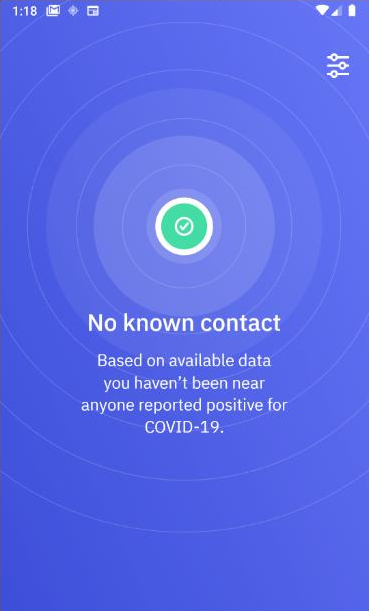 1:18
No known contact
Based on available data
you haven't been near
anyone reported positive for
COVID-19.